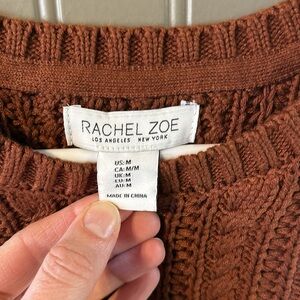 RACHEL ZOE
LOS ANGELES NEW YORK
US:M
CA:M/M
UK:M
EU:M
AU:M
MADE IN CHINA